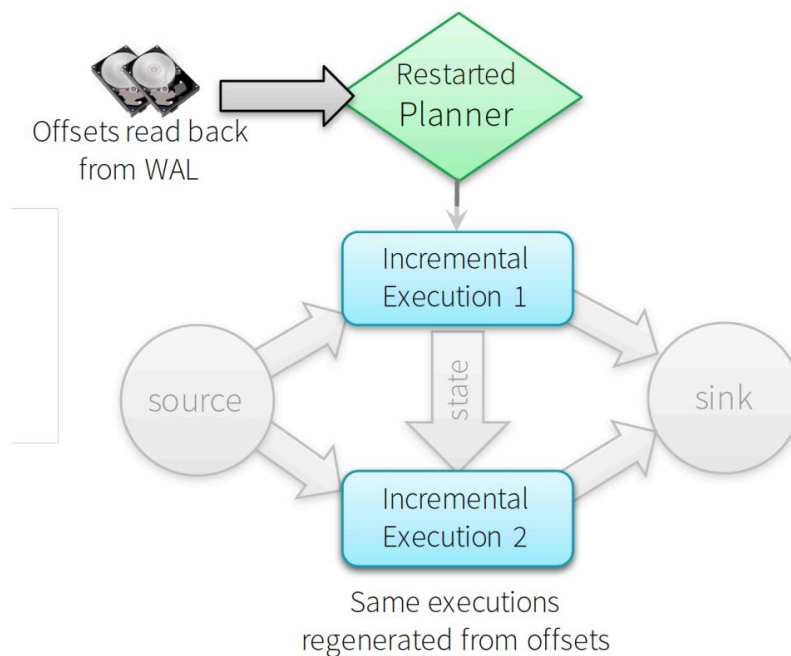 Restarted
Planner
Offsets read back
from WAL
Incremental
Execution 1
source
state
sink
Incremental
Execution 2
Same executions
regenerated from offsets